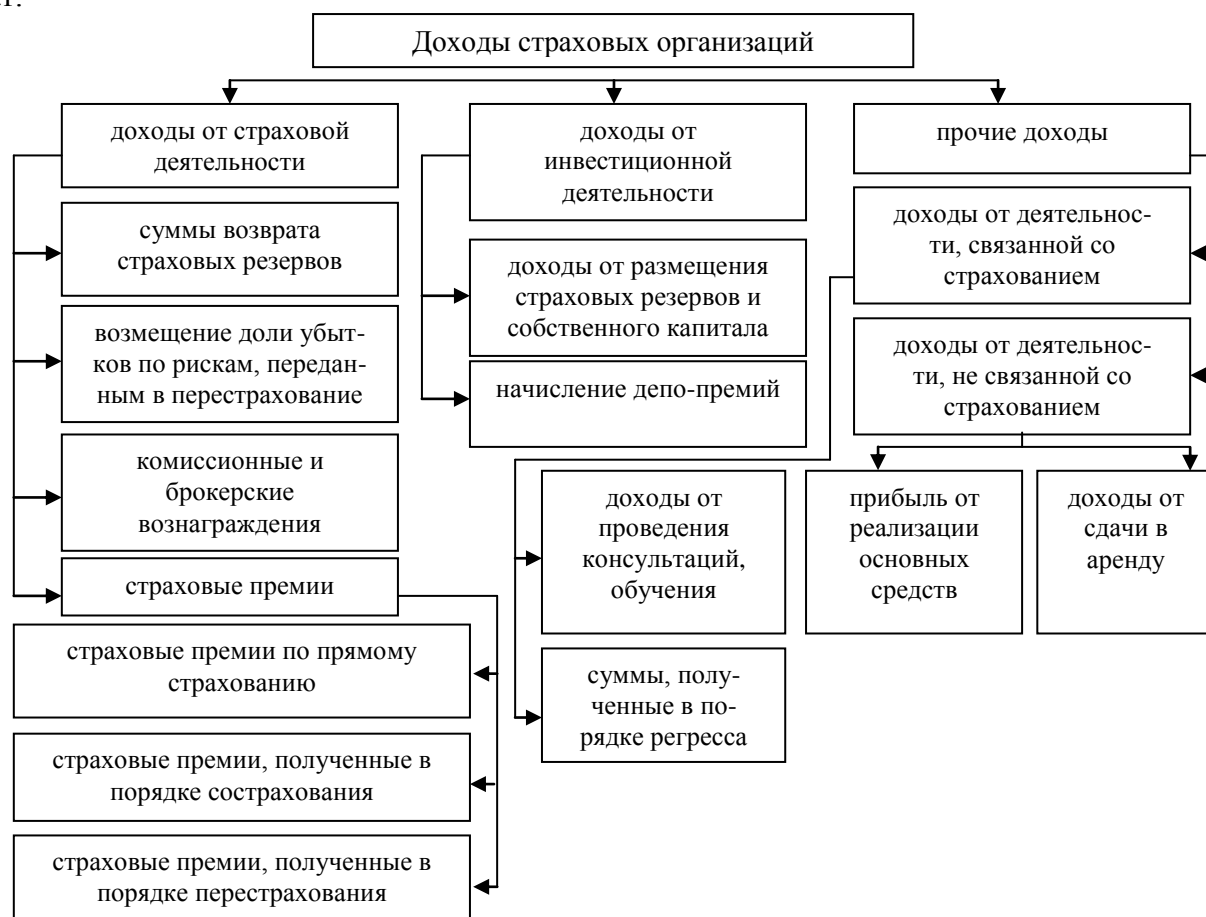 Доходы страховых организаций
доходы от страховой
деятельности
суммы возврата
страховых резервов
возмещение доли убыт-
ков по рискам, передан-
ным в перестрахование
комиссионные и
брокерские
вознаграждения
страховые премии
страховые премии по прямому
страхованию
страховые премии, полученные в
порядке сострахования
страховые премии, полученные в
порядке перестрахования
доходы от
инвестиционной
деятельности
доходы от размещения
страховых резервов и
собственного капитала
начисление депо-премий
прочие доходы
доходы от деятельнос-
ти, связанной со
страхованием
доходы от деятельнос-
ти, не связанной со
страхованием
доходы от
проведения
консультаций,
обучения
суммы, полу-
ченные в по-
рядке регресса
прибыль от
реализации
основных
средств
доходы от
сдачи в
аренду